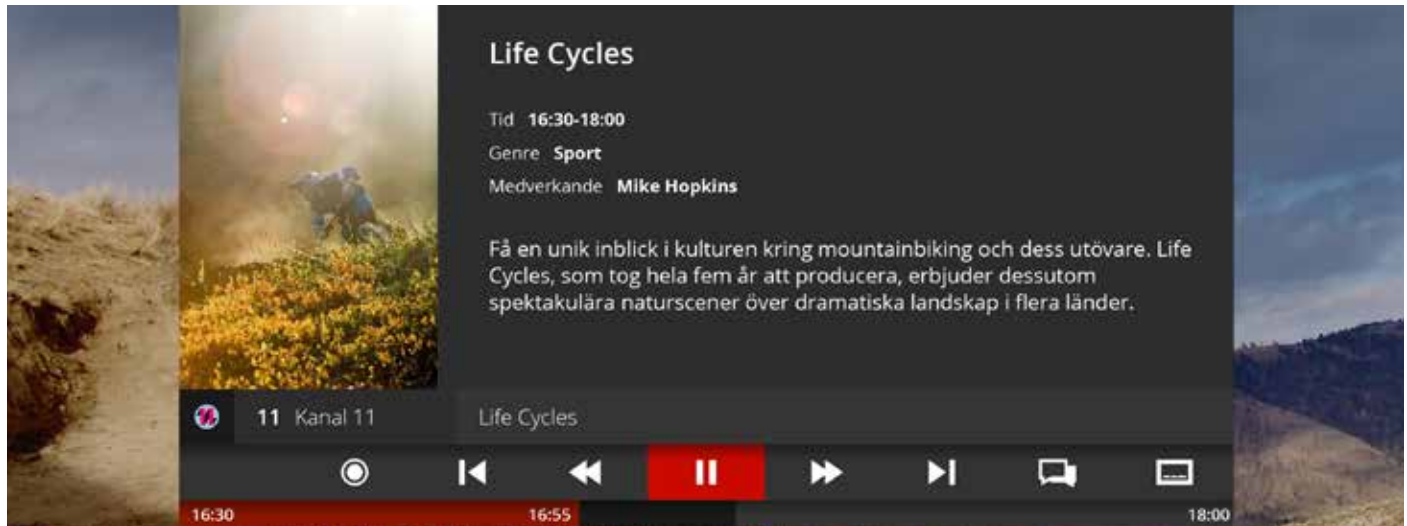 Life Cycles
Tid 16:30-18:00
Genre Sport
Medverkande Mike Hopkins
Få en unik inblick i kulturen kring mountainbiking och dess utövare. Life
Cycles, som tog hela fem år att producera, erbjuder dessutom
spektakulära naturscener över dramatiska landskap i flera länder.
11 11 Kanal 11 Life Cycles
16:30 16:55 18:00